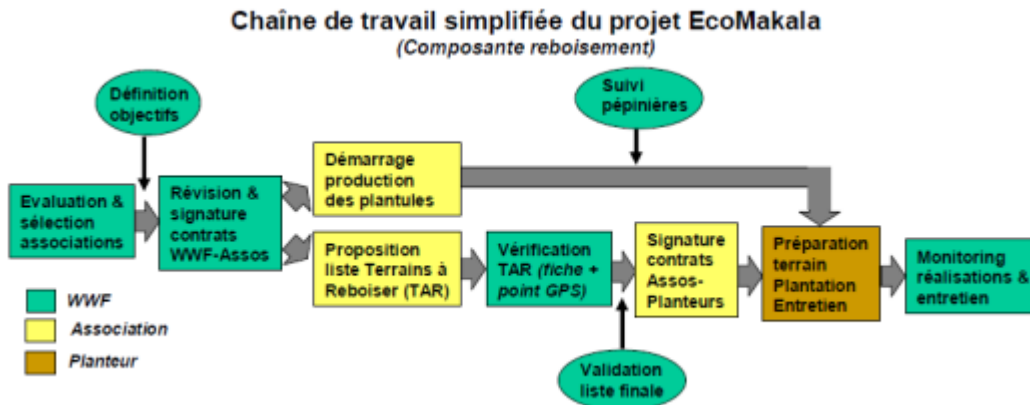 Chaîne de travail simplifiée du projet EcoMakala
(Composante reboisement)
Définition
objectifs
Suivi
pépinières
Evaluation &
sélection
associations
Révision &
signature
contrats
WWF-Assos
Démarrage
production
des plantules
Proposition
liste Terrains à
Reboiser (TAR)
Vérification
TAR (fiche +
point GPS)
Signature
contrats
Assos-
Planteurs
Préparation
terrain
Plantation
Entretien
Monitoring
réalisations &
entretien
WWF
Association
Planteur
Validation
liste finale